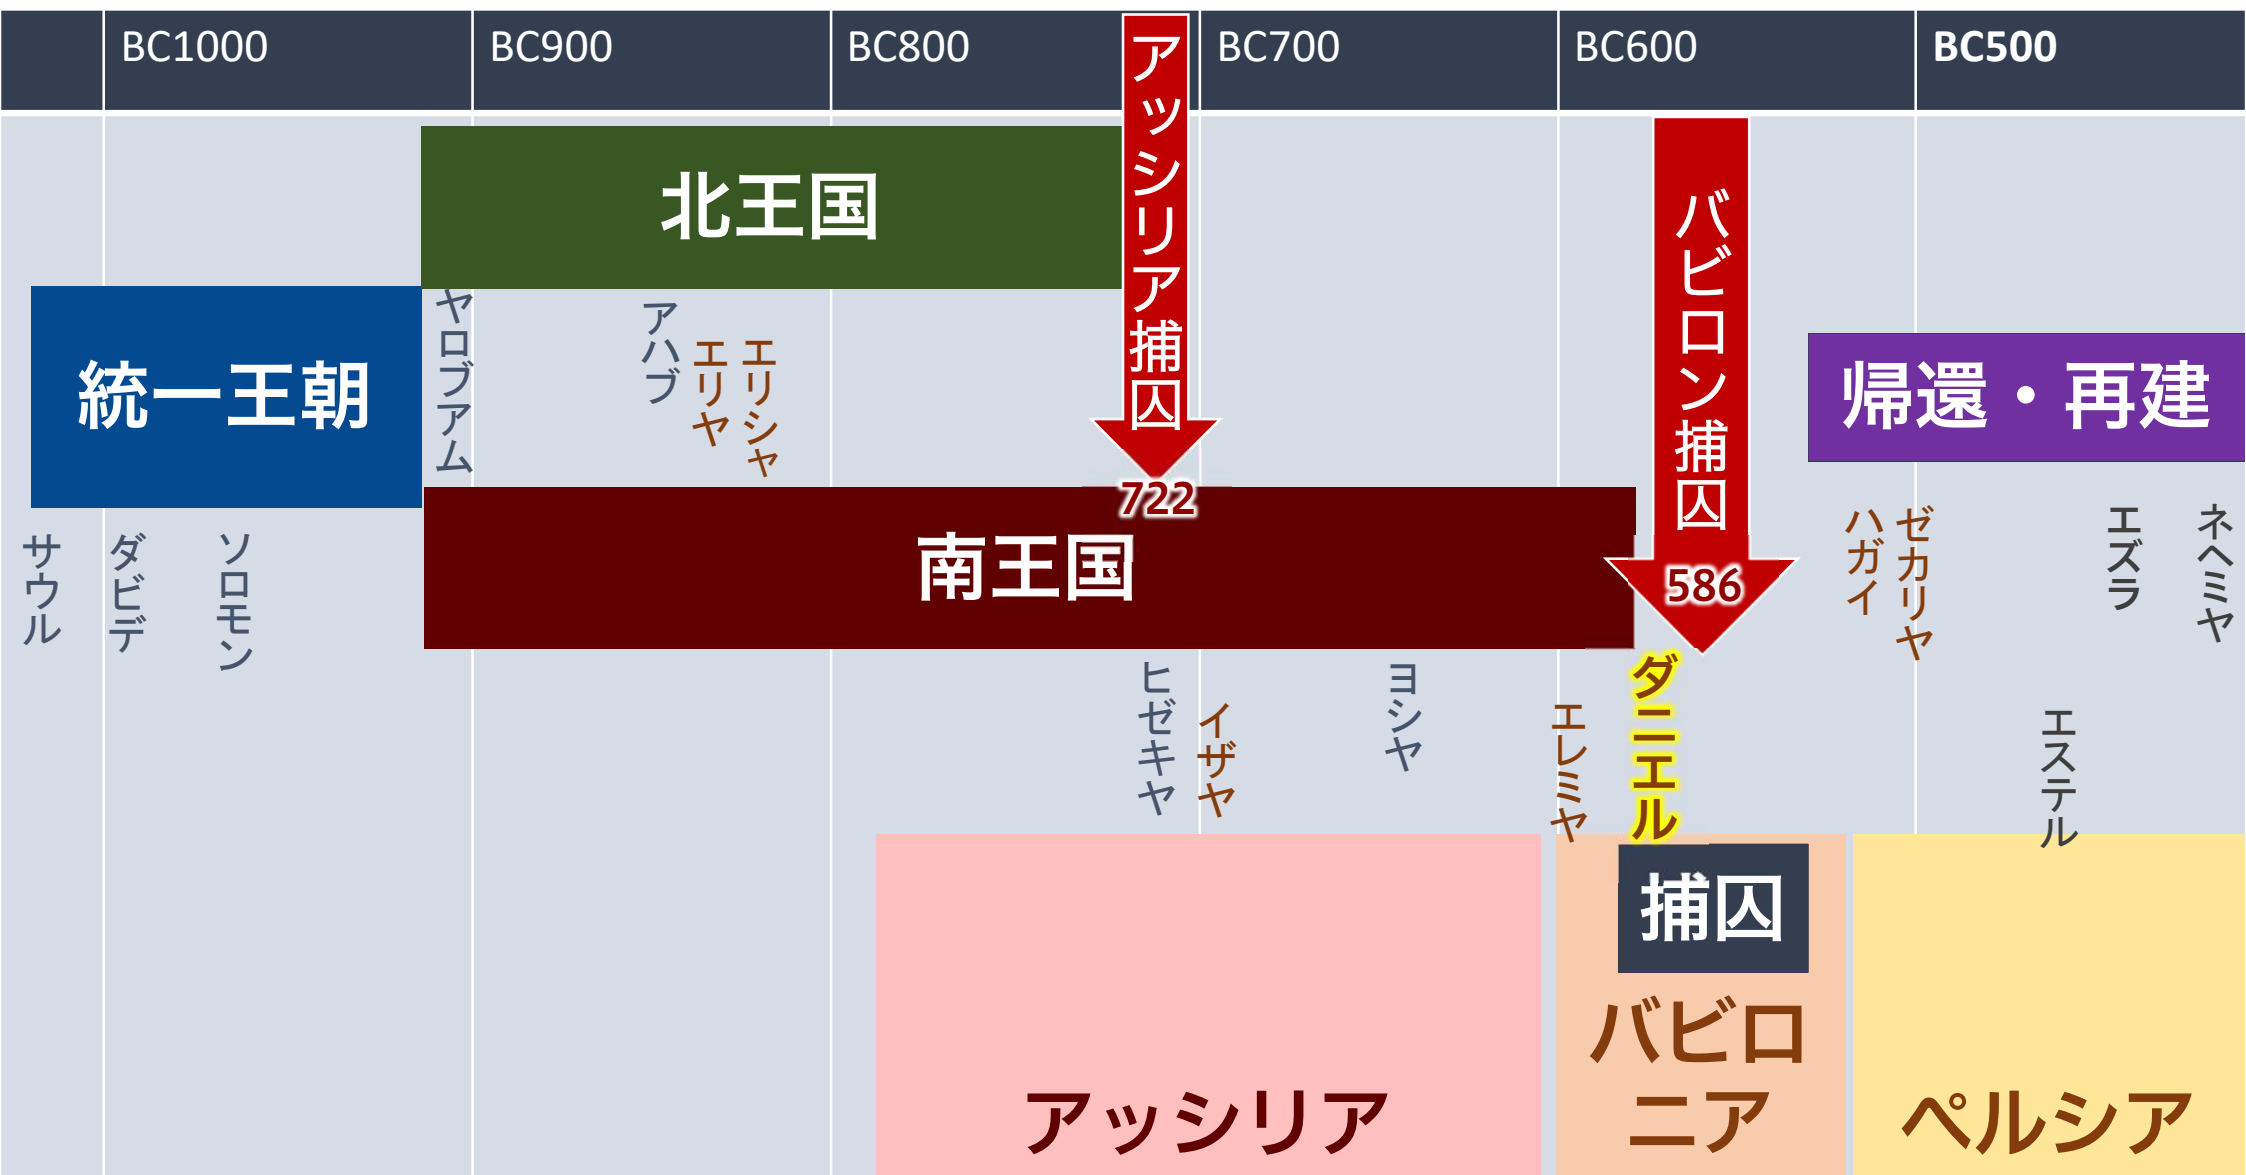 BC1000
BC900
BC800
BC700
BC600
BC500
アッシリア捕囚
722
バビロン捕囚
586
北王国
統一王朝
帰還・再建
南王国
ヤロブアム
アハブ
エリヤ
エリシャ
サウル
ダビデ
ソロモン
ヒゼキヤ
イザヤ
ヨシヤ
エレミヤ
ダニエル
ハガイ
ゼカリヤ
エズラ
ネヘミヤ
エステル
捕囚
アッシリア
バビロ
ニア
ペルシア